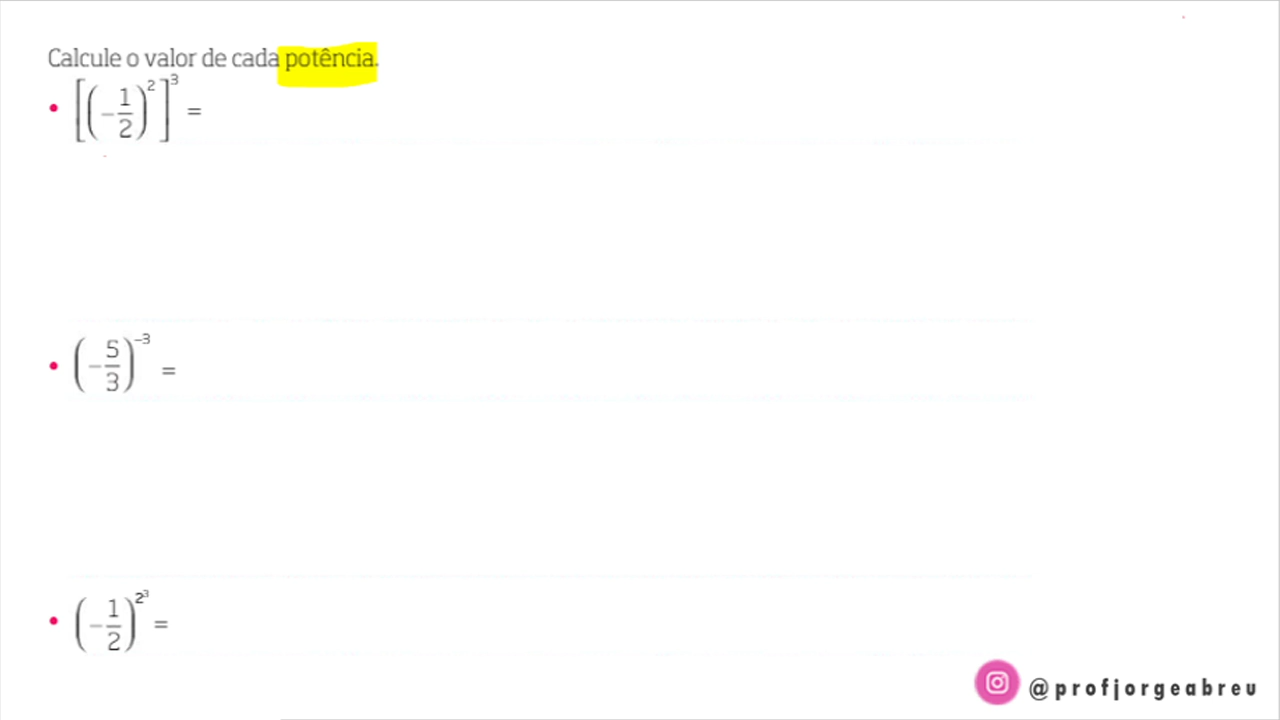 Calcule o valor de cada potência.
• [(-1/2)²]³ =
• (-5/3)⁻³ =
• (-1/2)^2³ =
@profjorgeabreu